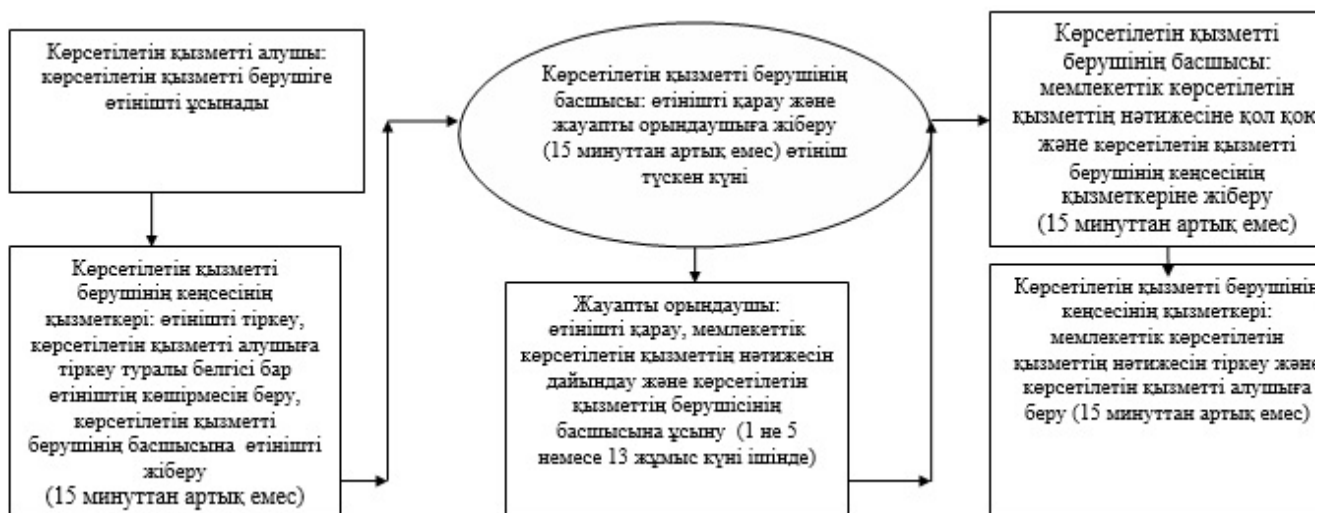 Көрсетілетін қызметті алушы:
көрсетілетін қызметті берушіге
өтінішті ұсынады
Көрсетілетін қызметті
берушінің кеңсесінің
қызметкері: өтінішті тіркеу,
көрсетілетін қызметті алушыға
тіркеу туралы белгісі бар
өтініштің көшірмесін беру,
көрсетілетін қызметті
берушінің басшысына өтінішті
жіберу
(15 минуттан артық емес)
Көрсетілетін қызметті берушінің
басшысы: өтінішті қарау және
жауапты орындаушыға жіберу
(15 минуттан артық емес) өтініш
түскен күні
Жауапты орындаушы:
өтінішті қарау, мемлекеттік
көрсетілетін қызметтің нәтижесін
дайындау және көрсетілетін
қызметтің берушісінің
басшысына ұсыну (1 не 5
немесе 13 жұмыс күні ішінде)
Көрсетілетін қызметті
берушінің басшысы:
мемлекеттік көрсетілетін
қызметтің нәтижесіне қол қою
және көрсетілетін қызметті
берушінің кеңсесінің
қызметкеріне жіберу
(15 минуттан артық емес)
Көрсетілетін қызметті берушінің
кеңсесінің қызметкері:
мемлекеттік көрсетілетін
қызметтің нәтижесін тіркеу және
көрсетілетін қызметті алушыға
беру (15 минуттан артық емес)